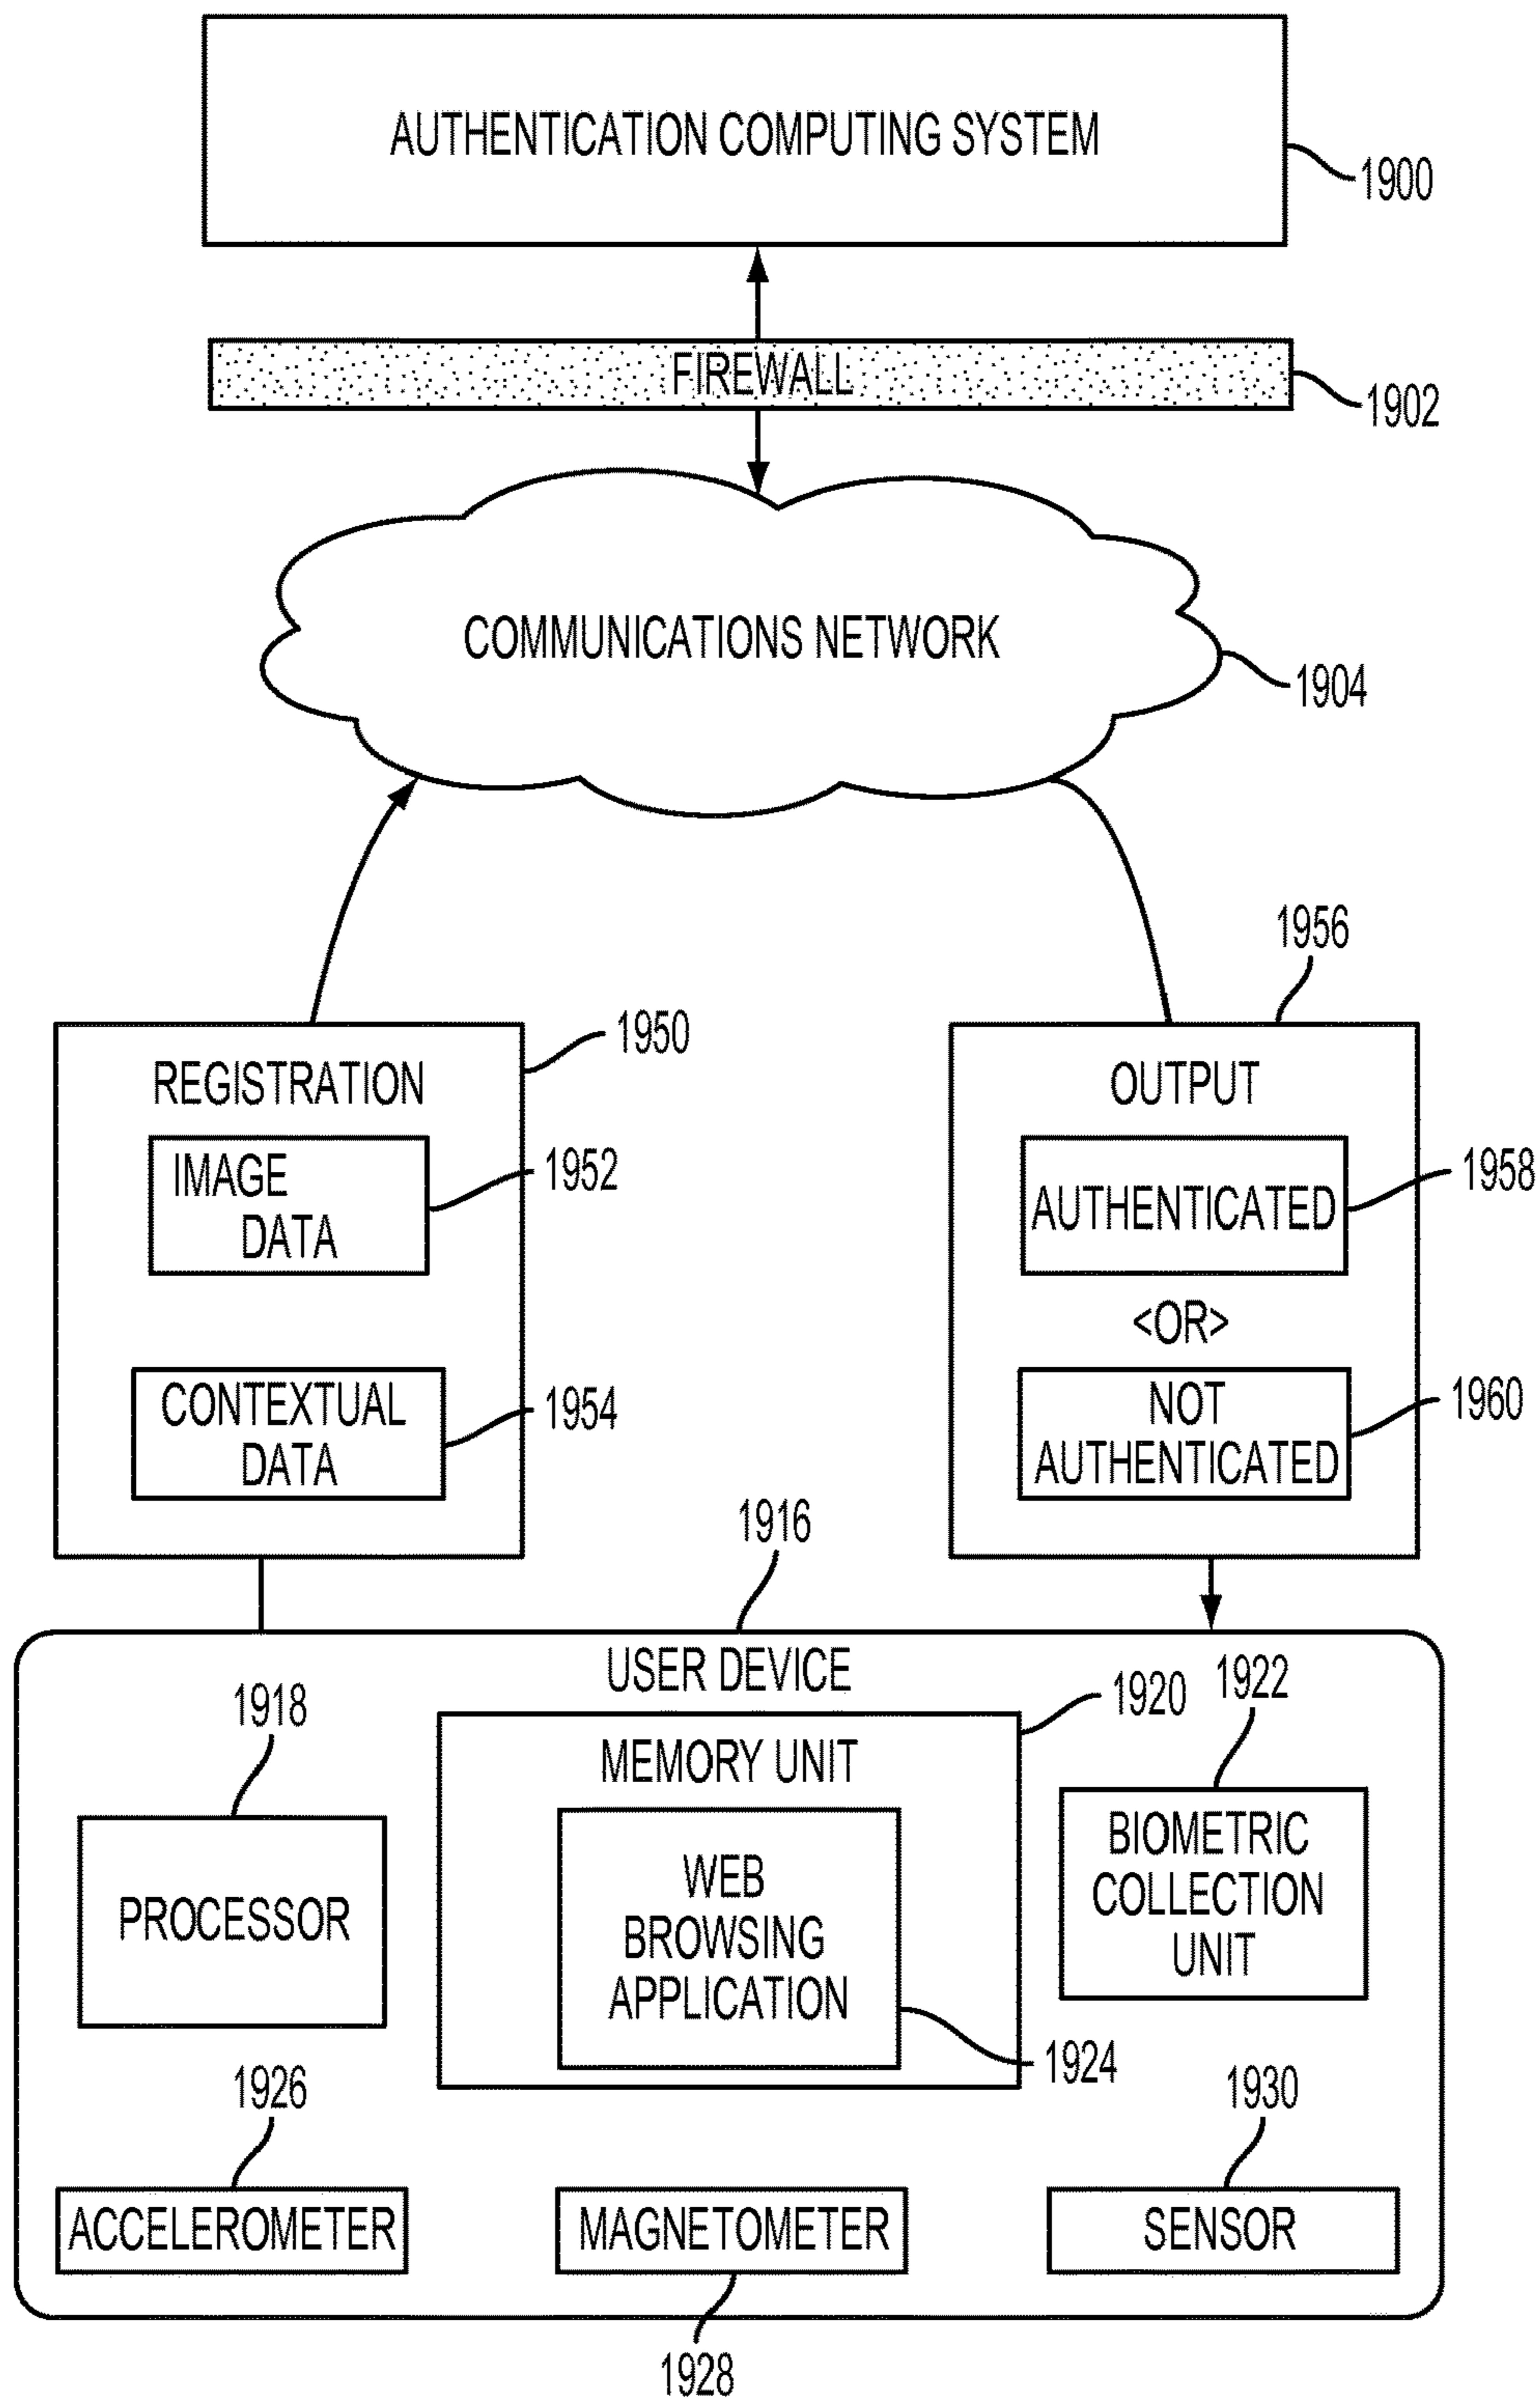 AUTHENTICATION COMPUTING SYSTEM
1900
FIREWALL
1902
COMMUNICATIONS NETWORK
1904
1950
REGISTRATION
IMAGE
DATA
1952
CONTEXTUAL
DATA
1954
1956
OUTPUT
AUTHENTICATED
1958
<OR>
NOT
AUTHENTICATED
1960
1916
USER DEVICE
1918
PROCESSOR
1920
MEMORY UNIT
WEB
BROWSING
APPLICATION
1924
1922
BIOMETRIC
COLLECTION
UNIT
1926
ACCELEROMETER
MAGNETOMETER
1928
1930
SENSOR